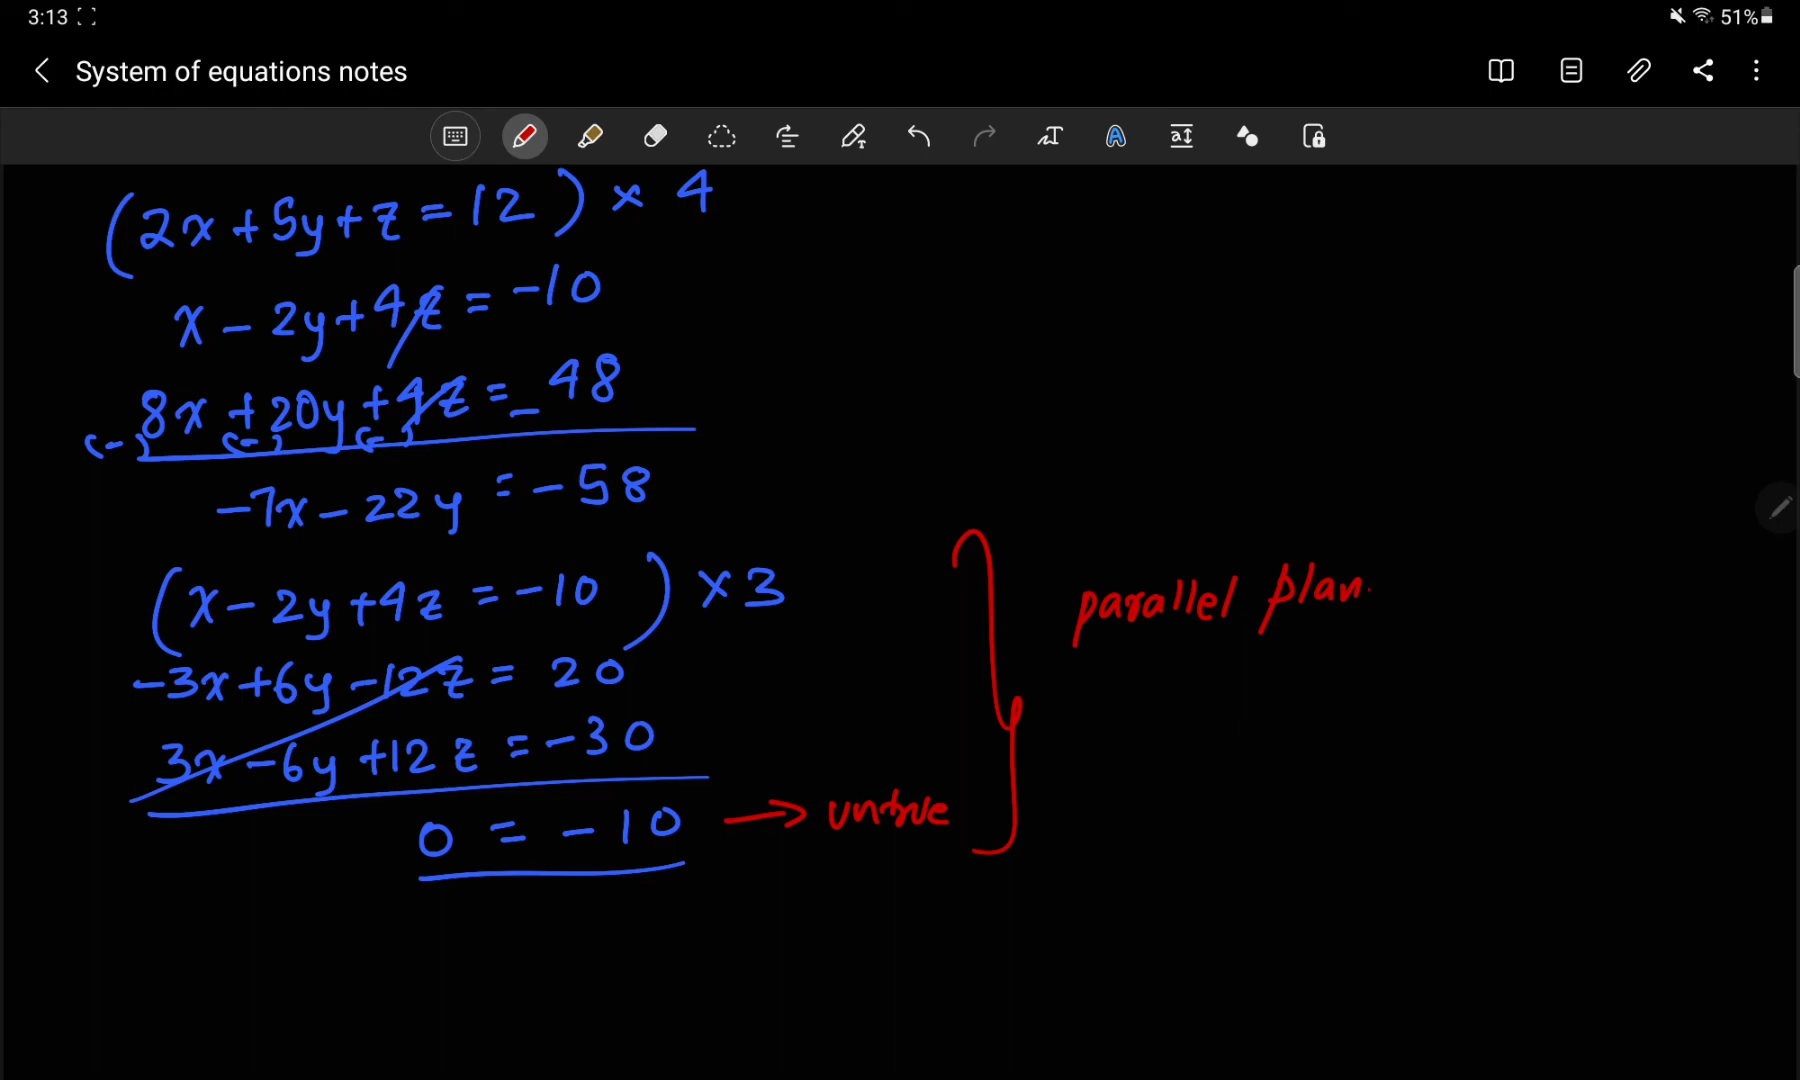 3:13
51%
System of equations notes
(2x + 5y + z = 12) × 4
x - 2y + 4z = -10
8x + 20y + 4z = _ 48
(-) (-) (-)
-7x - 22y = -58
(x - 2y + 4z = -10) × 3
-3x + 6y - 12z = 20
3x - 6y + 12z = -30
0 = -10 → untrue
parallel plan.